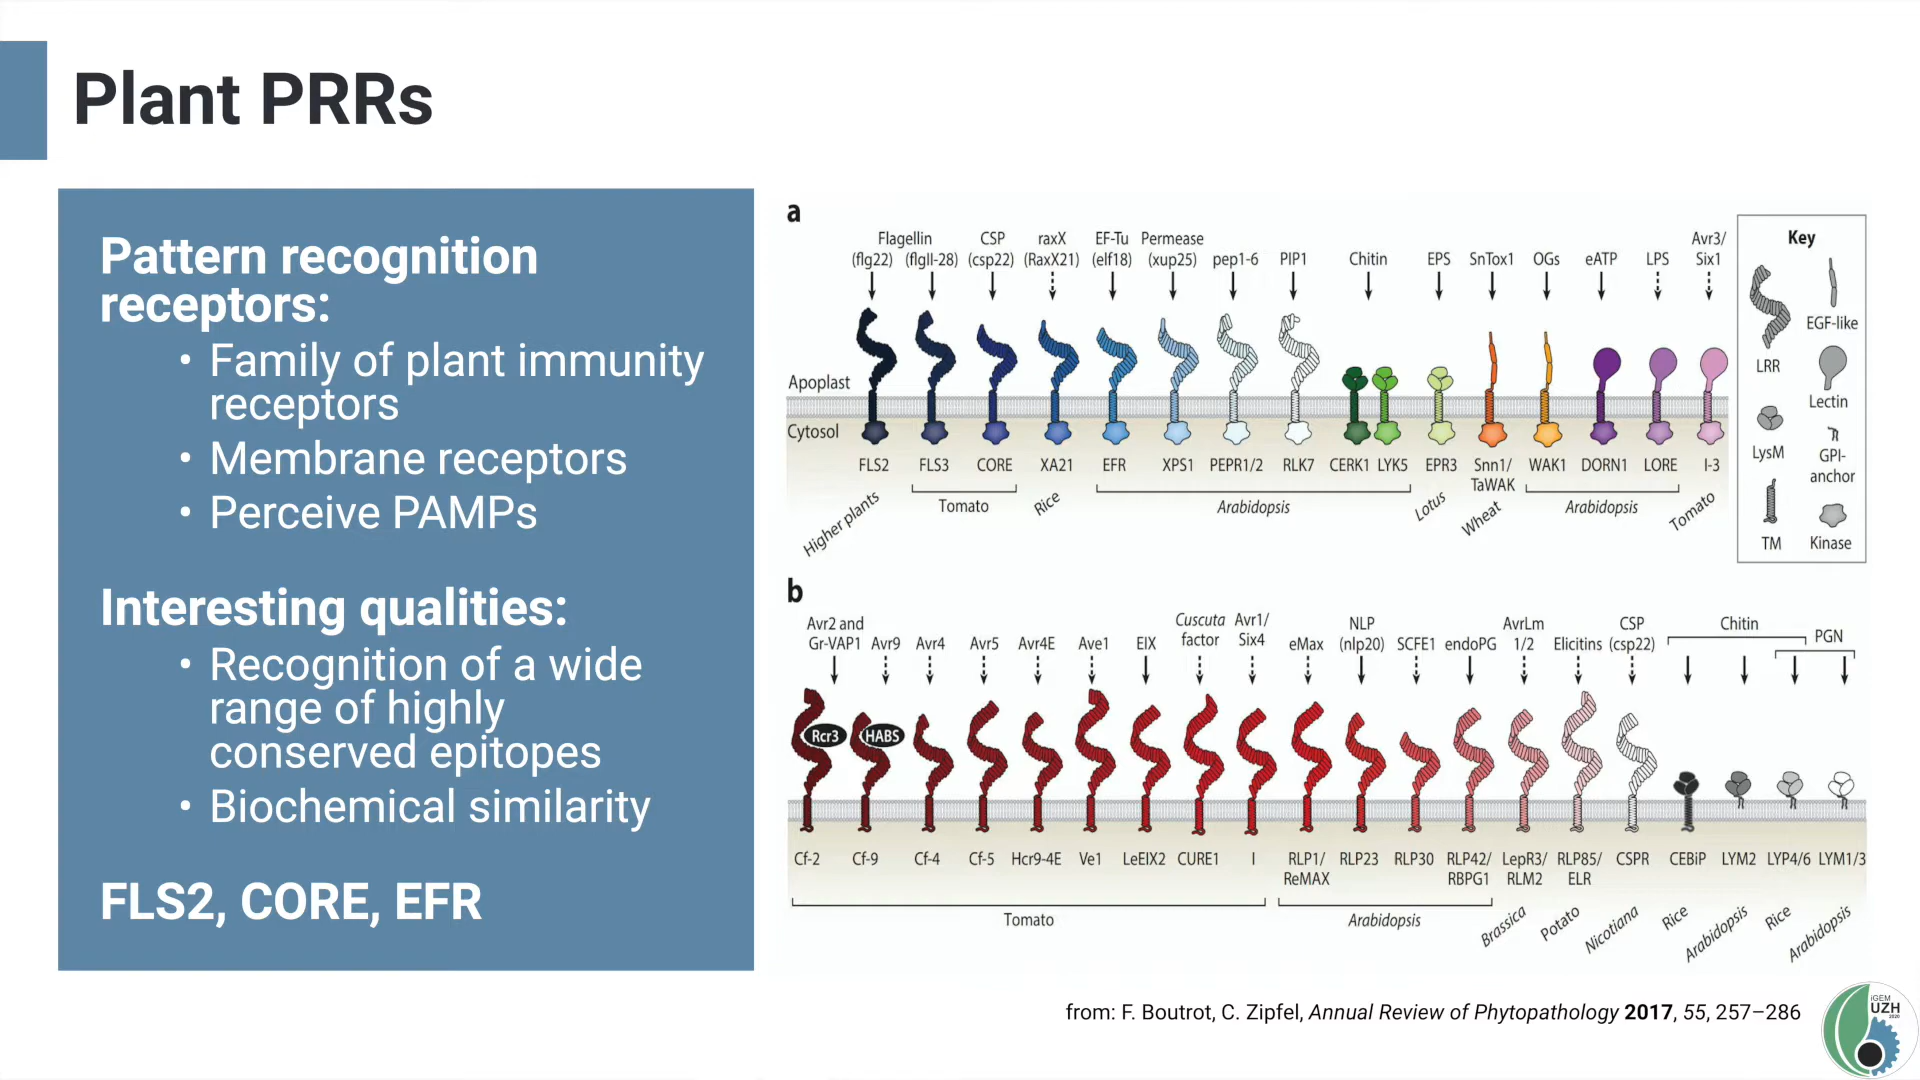 Plant PRRs
Pattern recognition
receptors:
• Family of plant immunity
receptors
• Membrane receptors
• Perceive PAMPs
Interesting qualities:
• Recognition of a wide
range of highly
conserved epitopes
• Biochemical similarity
FLS2, CORE, EFR
a
Flagellin CSP raxX EF-Tu Permease Avr3/
(flg22) (flgII-28) (csp22) (RaxX21) (elf18) (xup25) pep1-6 PIP1 Chitin EPS SnTox1 OGs eATP LPS Six1
Apoplast
Cytosol
FLS2 FLS3 CORE XA21 EFR XPS1 PEPR1/2 RLK7 CERK1 LYK5 EPR3 Snn1/ WAK1 DORN1 LORE I-3
TaWAK
Higher plants Tomato Rice Arabidopsis Lotus Wheat Arabidopsis Tomato
Key
LRR
EGF-like
Lectin
LysM
GPI-
anchor
TM
Kinase
b
Avr2 and Cuscuta Avr1/ NLP AvrLm CSP Chitin
Gr-VAP1 Avr9 Avr4 Avr5 Avr4E Ave1 EIX factor Six4 eMax (nlp20) SCFE1 endoPG 1/2 Elicitins (csp22) PGN
Rcr3 HABS
Cf-2 Cf-9 Cf-4 Cf-5 Hcr9-4E Ve1 LeEIX2 CURE1 I RLP1/ RLP23 RLP30 RLP42/ LepR3/ RLP85/ CSPR CEBiP LYM2 LYP4/6 LYM1/3
ReMAX RBPG1 RLM2 ELR
Tomato Arabidopsis Brassica Potato Nicotiana Rice Arabidopsis Rice Arabidopsis
from: F. Boutrot, C. Zipfel, Annual Review of Phytopathology 2017, 55, 257–286
iGEM
UZH
2020